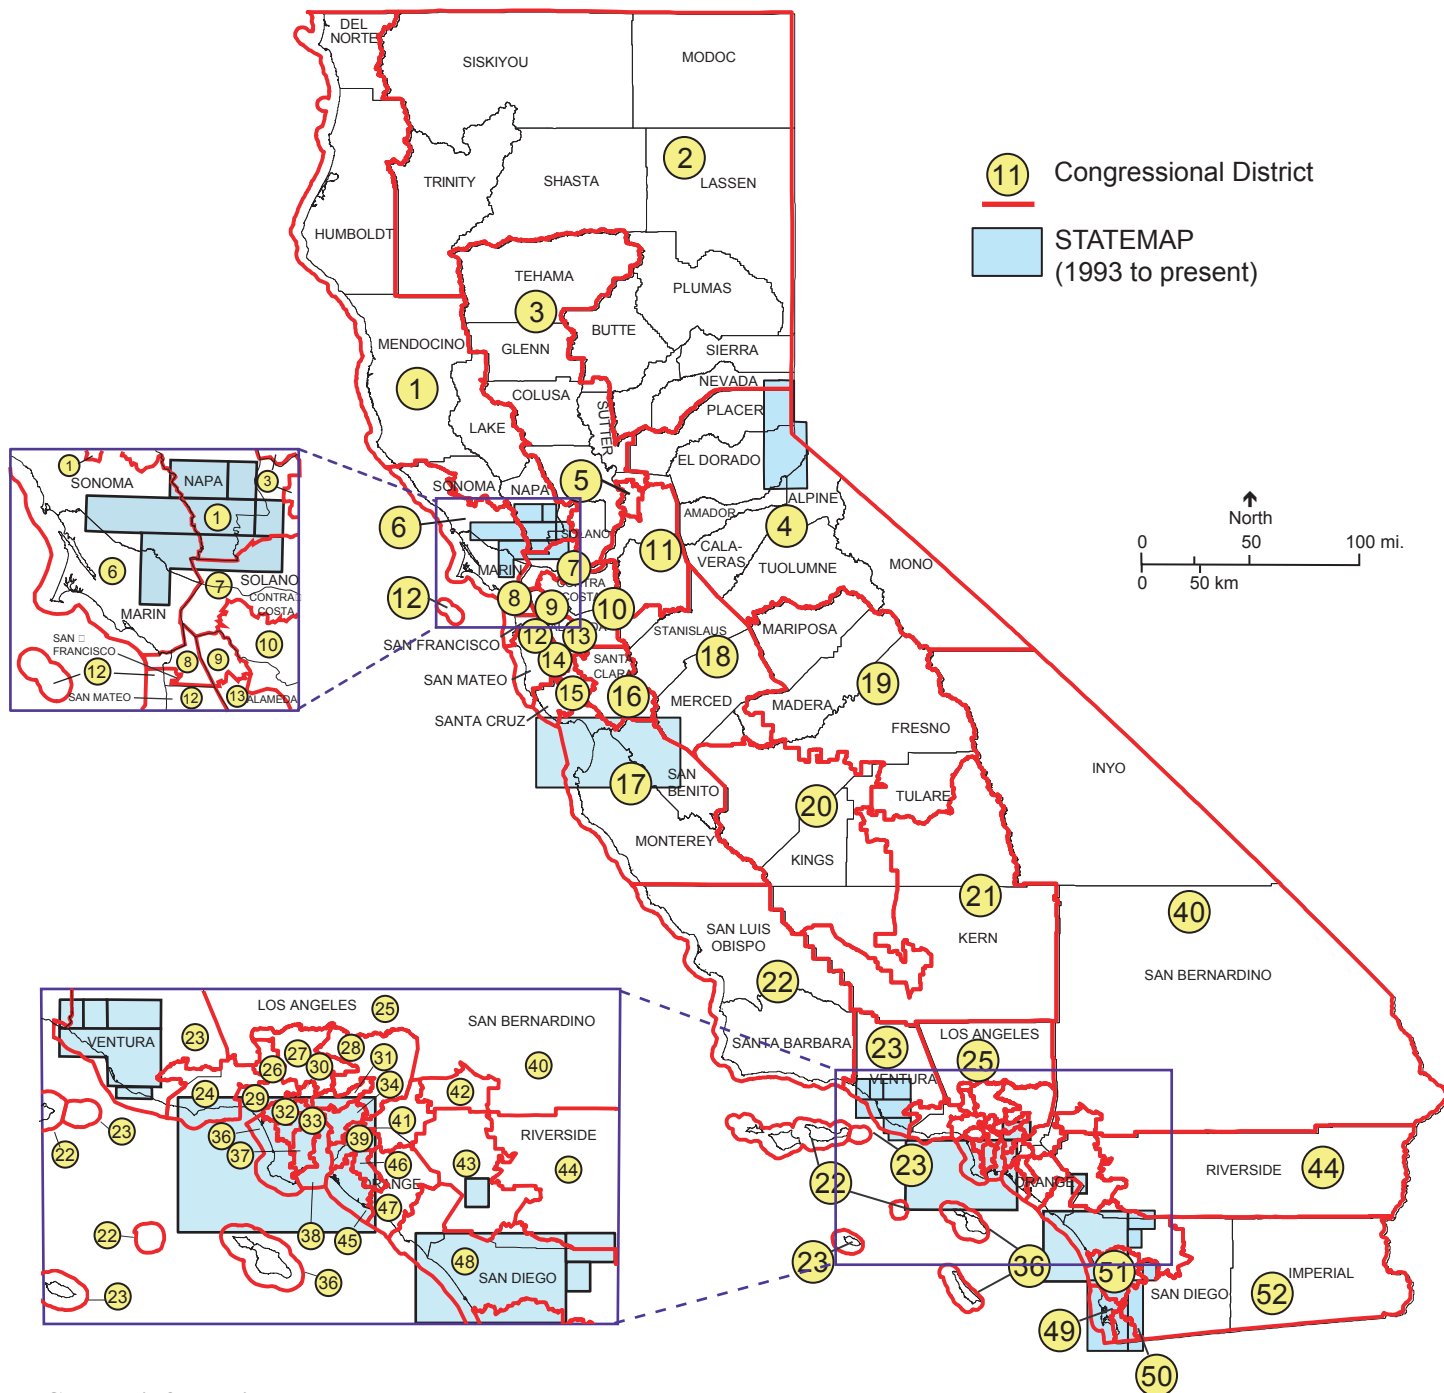 DEL
NORTE
SISKIYOU
MODOC
2
TRINITY
SHASTA
LASSEN
11 Congressional District
STATEMAP
(1993 to present)
HUMBOLDT
TEHAMA
PLUMAS
3
BUTTE
MENDOCINO
GLENN
SIERRA
NEVADA
1
COLUSA
SUTTER
PLACER
LAKE
EL DORADO
5
SONOMA
NAPA
ALPINE
AMADOR
6
SOLANO
11
4
CALA-
VERAS
TUOLUMNE
MONO
North
0 50 100 mi.
0 50 km
MARIN
7
CONTRA
COSTA
12
8
9
10
SAN FRANCISCO
12
13
STANISLAUS
MARIPOSA
14
SANTA
CLARA
18
SAN MATEO
15
16
MERCED
19
MADERA
SANTA CRUZ
FRESNO
17
SAN
BENITO
INYO
20
TULARE
MONTEREY
KINGS
21
40
KERN
SAN LUIS
OBISPO
SAN BERNARDINO
22
SANTA BARBARA
23
LOS ANGELES
25
VENTURA
22
23
ORANGE
RIVERSIDE
44
23
36
51
SAN DIEGO
IMPERIAL
52
49
50
1
SONOMA
NAPA
3
1
6
7
SOLANO
CONTRA
COSTA
MARIN
SAN
FRANCISCO
8
9
10
12
SAN MATEO
12
13
ALAMEDA
LOS ANGELES
25
SAN BERNARDINO
VENTURA
23
27
28
31
26
30
40
24
29
34
42
32
33
41
36
39
RIVERSIDE
37
46
43
44
22
23
ORANGE
47
22
38
45
48
36
SAN DIEGO
23